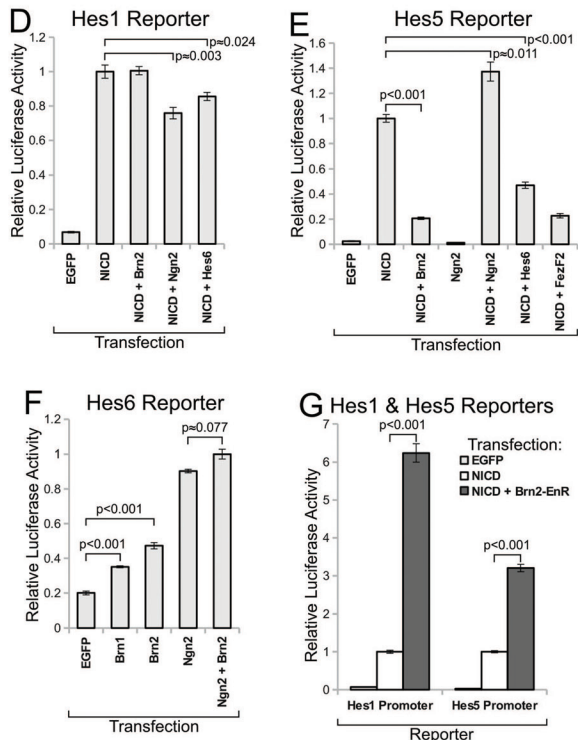 D Hes1 Reporter
Relative Luciferase Activity
1.2
1
0.8
0.6
0.4
0.2
0
p≈0.024
p≈0.003
EGFP
NICD
NICD + Brn2
NICD + Ngn2
NICD + Hes6
Transfection
E Hes5 Reporter
Relative Luciferase Activity
1.6
1.4
1.2
1
0.8
0.6
0.4
0.2
0
p<0.001
p≈0.011
p<0.001
EGFP
NICD
NICD + Brn2
Ngn2
NICD + Ngn2
NICD + Hes6
NICD + FezF2
Transfection
F Hes6 Reporter
Relative Luciferase Activity
1.2
1
0.8
0.6
0.4
0.2
0
p≈0.077
p<0.001
p<0.001
EGFP
Brn1
Brn2
Ngn2
Ngn2 + Brn2
Transfection
G Hes1 & Hes5 Reporters
Relative Luciferase Activity
7
6
5
4
3
2
1
0
p<0.001
Transfection:
EGFP
NICD
NICD + Brn2-EnR
p<0.001
Hes1 Promoter
Hes5 Promoter
Reporter